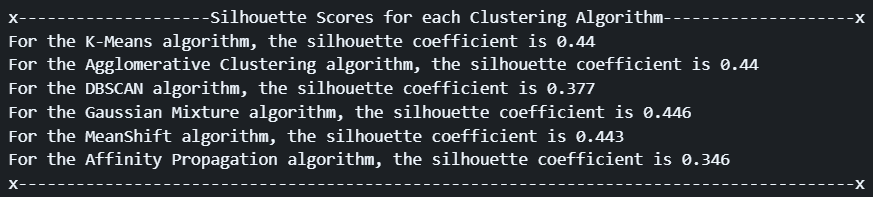 x--------------------Silhouette Scores for each Clustering Algorithm--------------------x
For the K-Means algorithm, the silhouette coefficient is 0.44
For the Agglomerative Clustering algorithm, the silhouette coefficient is 0.44
For the DBSCAN algorithm, the silhouette coefficient is 0.377
For the Gaussian Mixture algorithm, the silhouette coefficient is 0.446
For the MeanShift algorithm, the silhouette coefficient is 0.443
For the Affinity Propagation algorithm, the silhouette coefficient is 0.346
x---------------------------------------------------------------------------------------x